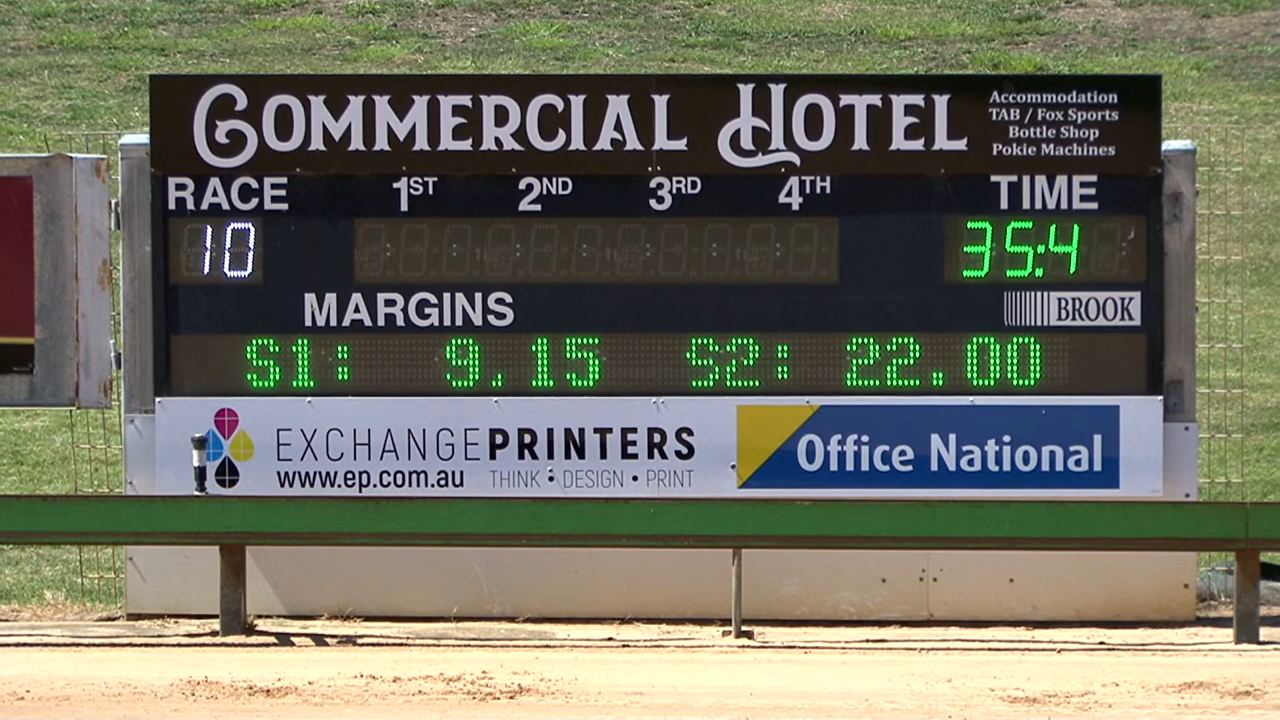 COMMERCIAL HOTEL
Accommodation
TAB / Fox Sports
Bottle Shop
Pokie Machines
RACE 1ST 2ND 3RD 4TH TIME
10 35:4
MARGINS
BROOK
S1: 9.15 S2: 22.00
EXCHANGEPRINTERS
www.ep.com.au THINK • DESIGN • PRINT
Office National